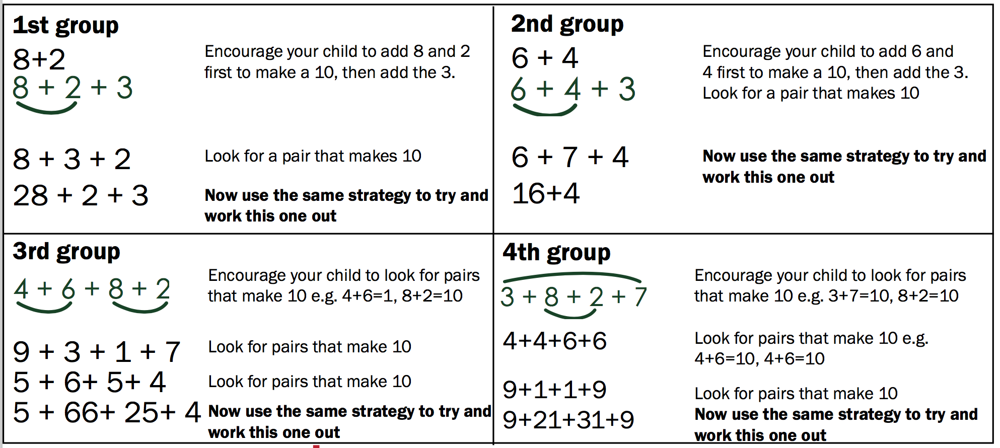 1st group
8+2
Encourage your child to add 8 and 2
first to make a 10, then add the 3.
8 + 2 + 3
8 + 3 + 2
Look for a pair that makes 10
28 + 2 + 3
Now use the same strategy to try and
work this one out
2nd group
6 + 4
Encourage your child to add 6 and
4 first to make a 10, then add the 3.
6 + 4 + 3
Look for a pair that makes 10
6 + 7 + 4
Now use the same strategy to try and
work this one out
16+4
3rd group
4 + 6 + 8 + 2
Encourage your child to look for pairs
that make 10 e.g. 4+6=1, 8+2=10
9 + 3 + 1 + 7
Look for pairs that make 10
5 + 6+ 5+ 4
Look for pairs that make 10
5 + 66+ 25+ 4
Now use the same strategy to try and
work this one out
4th group
Encourage your child to look for pairs
that make 10 e.g. 3+7=10, 8+2=10
3 + 8 + 2 + 7
4+4+6+6
Look for pairs that make 10 e.g.
4+6=10, 4+6=10
9+1+1+9
Look for pairs that make 10
9+21+31+9
Now use the same strategy to try and
work this one out